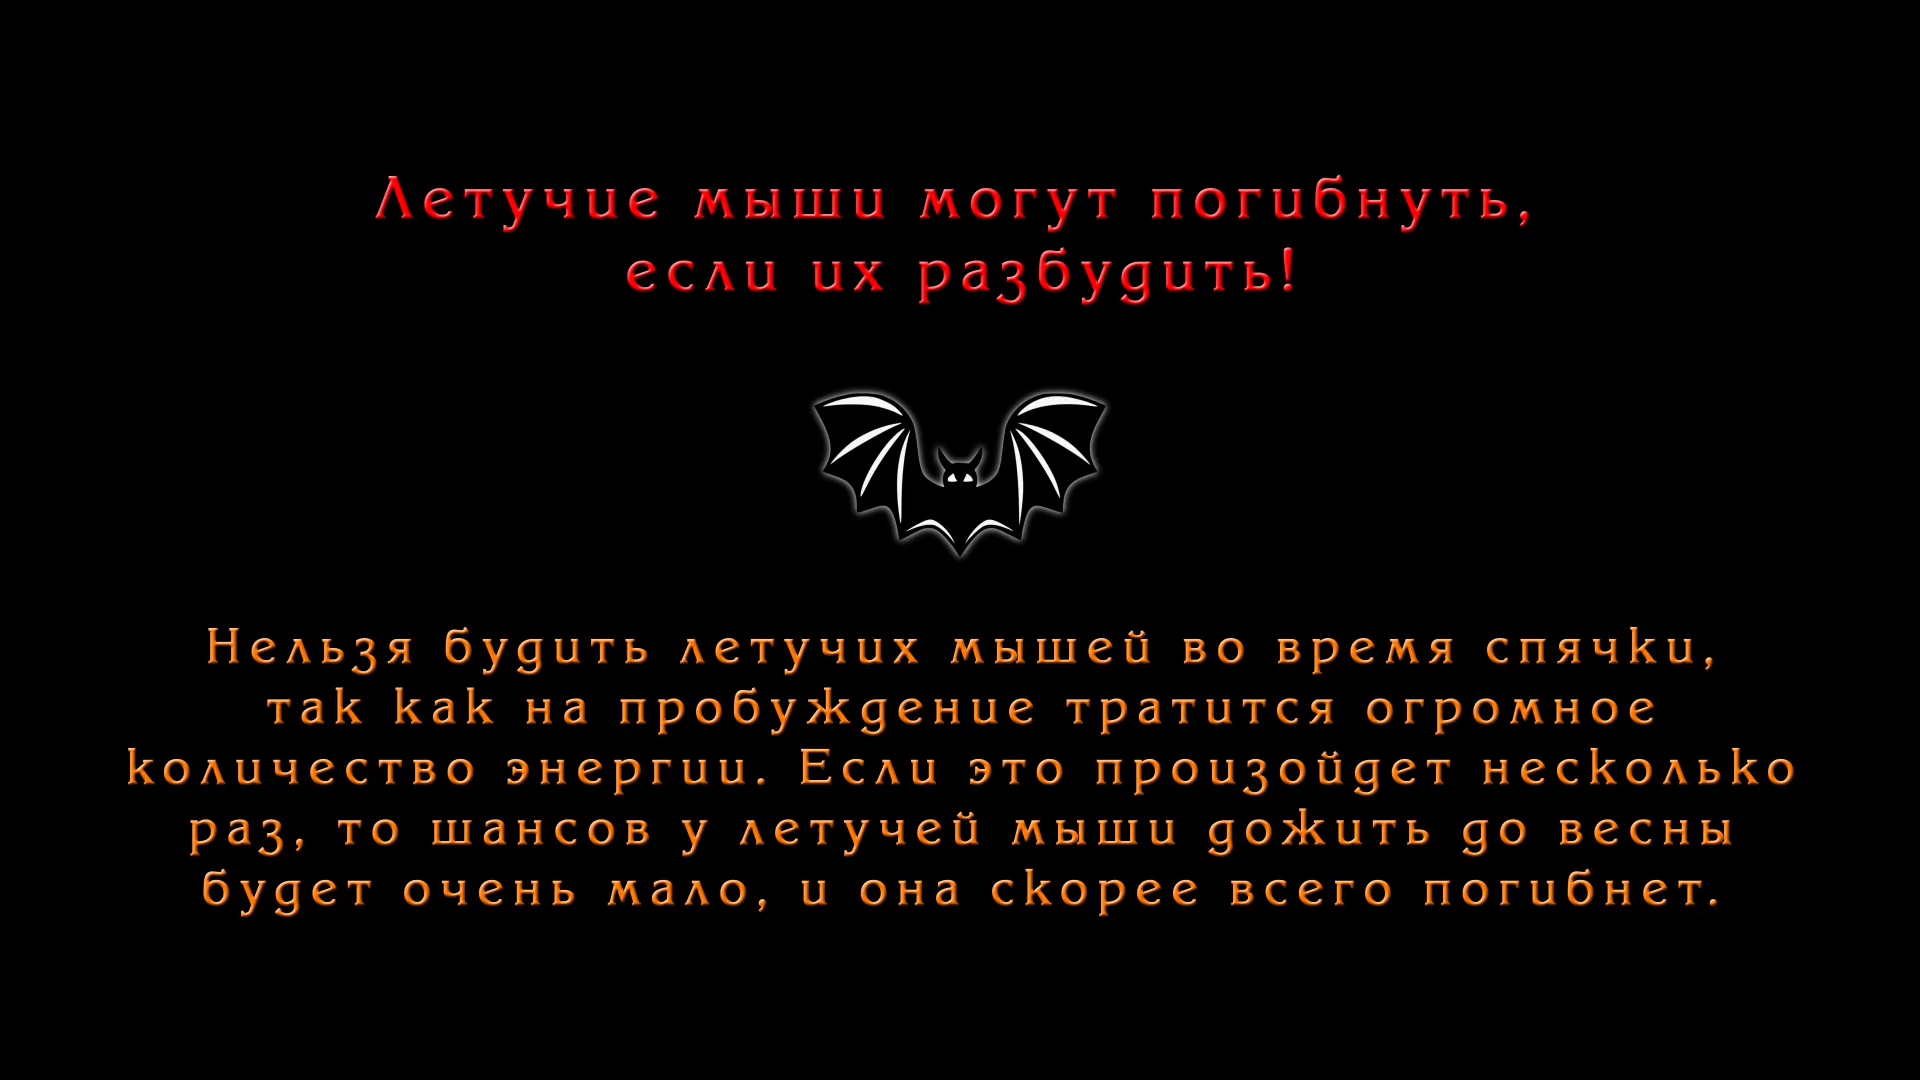 Летучие мыши могут погибнуть,
если их разбудить!
Нельзя будить летучих мышей во время спячки,
так как на пробуждение тратится огромное
количество энергии. Если это произойдет несколько
раз, то шансов у летучей мыши дожить до весны
будет очень мало, и она скорее всего погибнет.